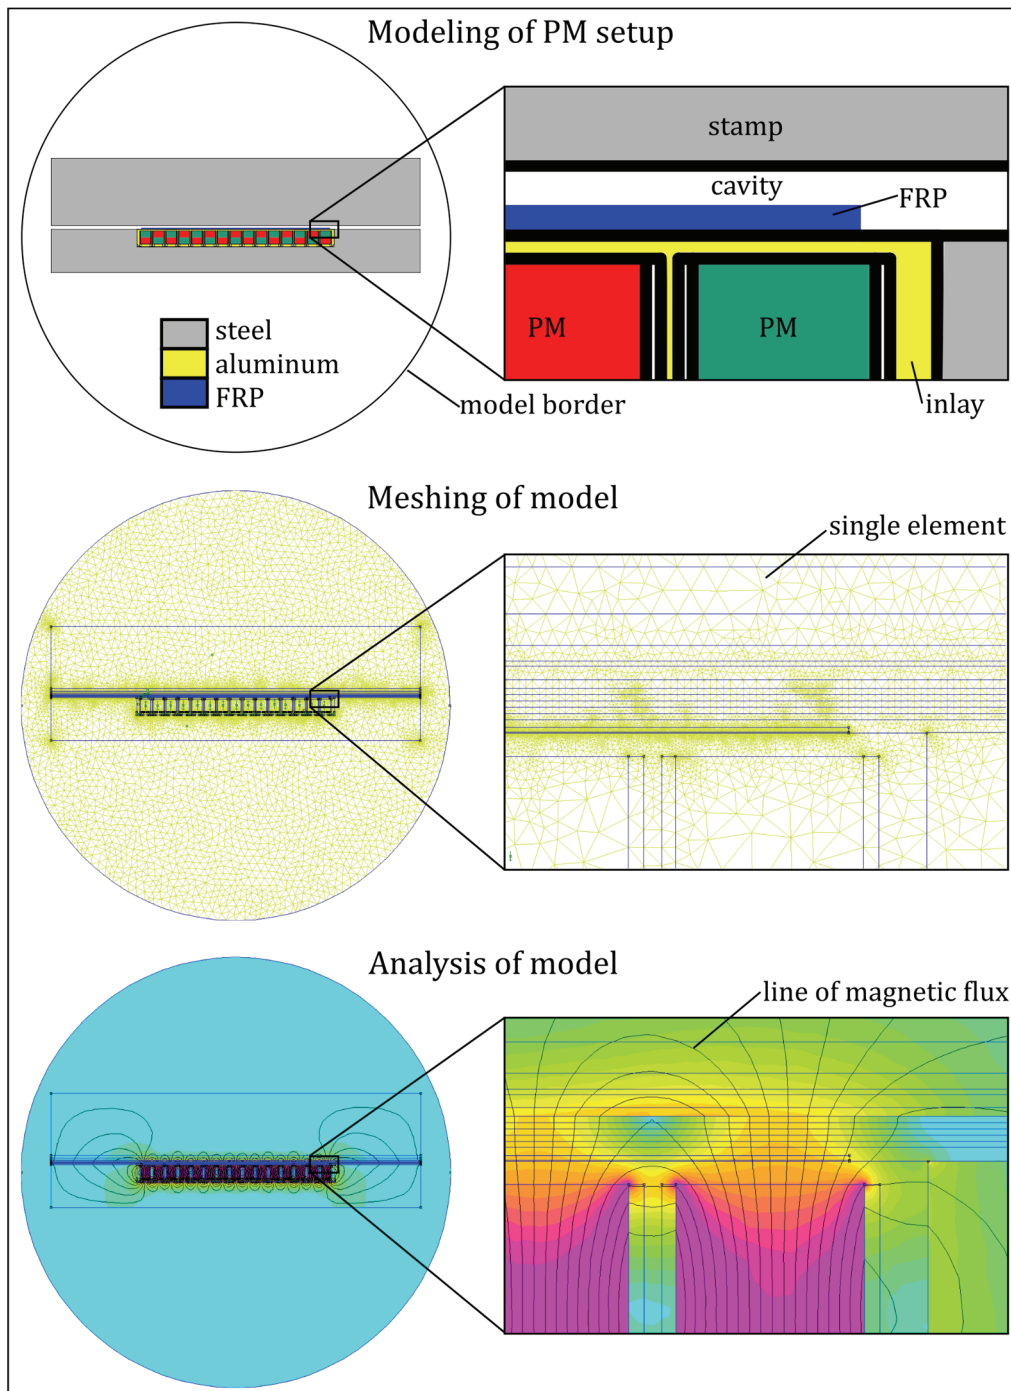 Modeling of PM setup
stamp
cavity
FRP
PM
PM
inlay
steel
aluminum
FRP
model border
Meshing of model
single element
Analysis of model
line of magnetic flux